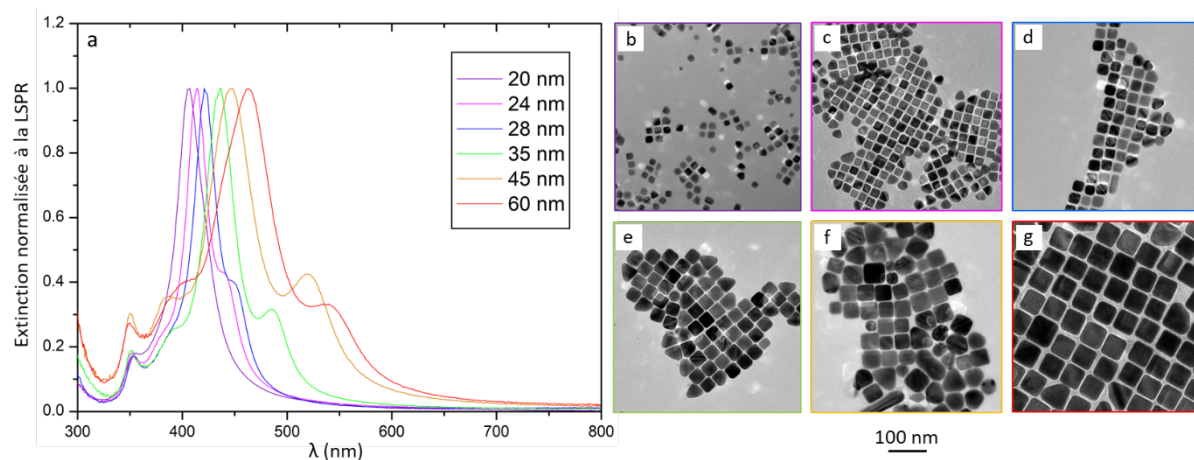 1.2
a
1.0
0.8
0.6
0.4
0.2
0.0
300
400
500
600
700
800
λ (nm)
Extinction normalisée à la LSPR
20 nm
24 nm
28 nm
35 nm
45 nm
60 nm
b
c
d
e
f
g
100 nm